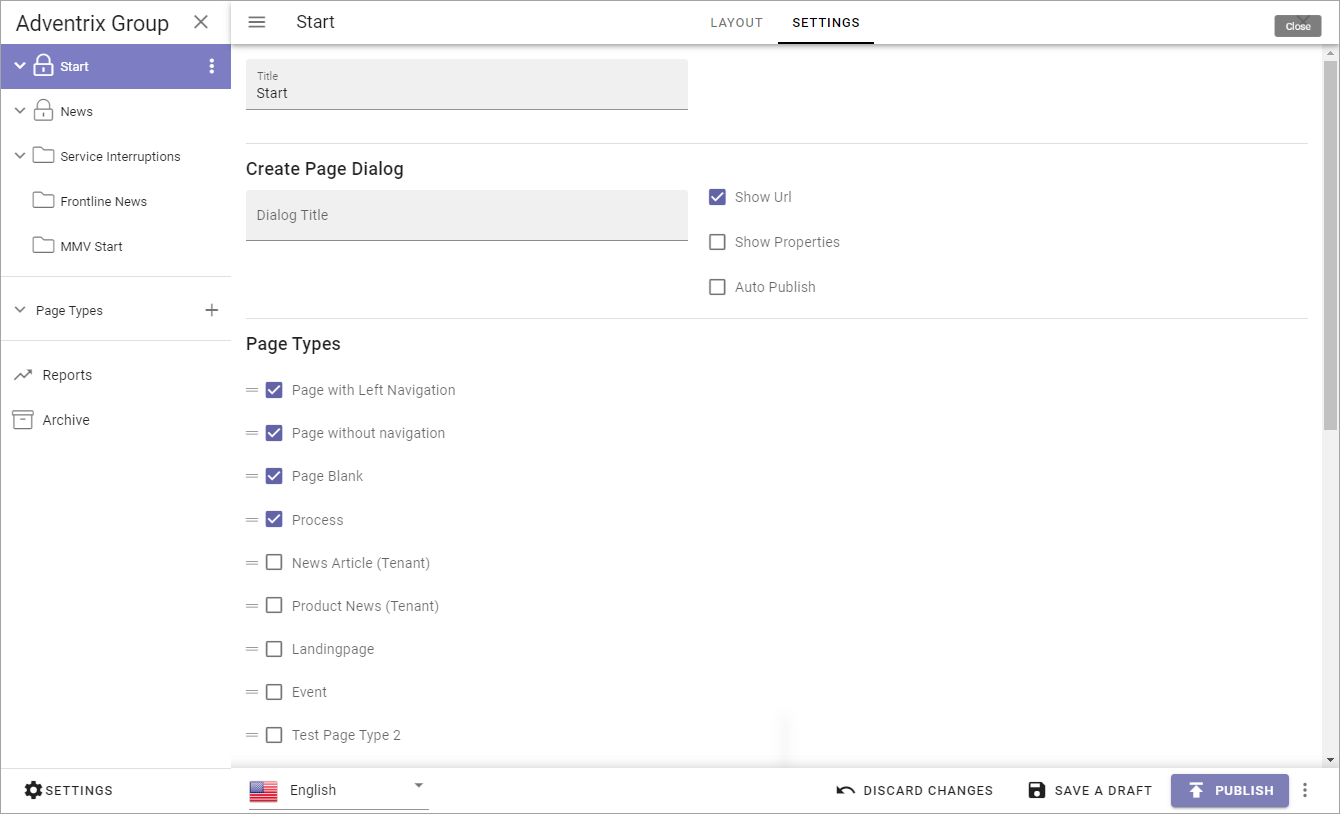 Adventrix Group
Start
LAYOUT
SETTINGS
Close
Start
News
Service Interruptions
Frontline News
MMV Start
Page Types
Reports
Archive
SETTINGS
Title
Start
Create Page Dialog
Dialog Title
Show Url
Show Properties
Auto Publish
Page Types
Page with Left Navigation
Page without navigation
Page Blank
Process
News Article (Tenant)
Product News (Tenant)
Landingpage
Event
Test Page Type 2
English
DISCARD CHANGES
SAVE A DRAFT
PUBLISH